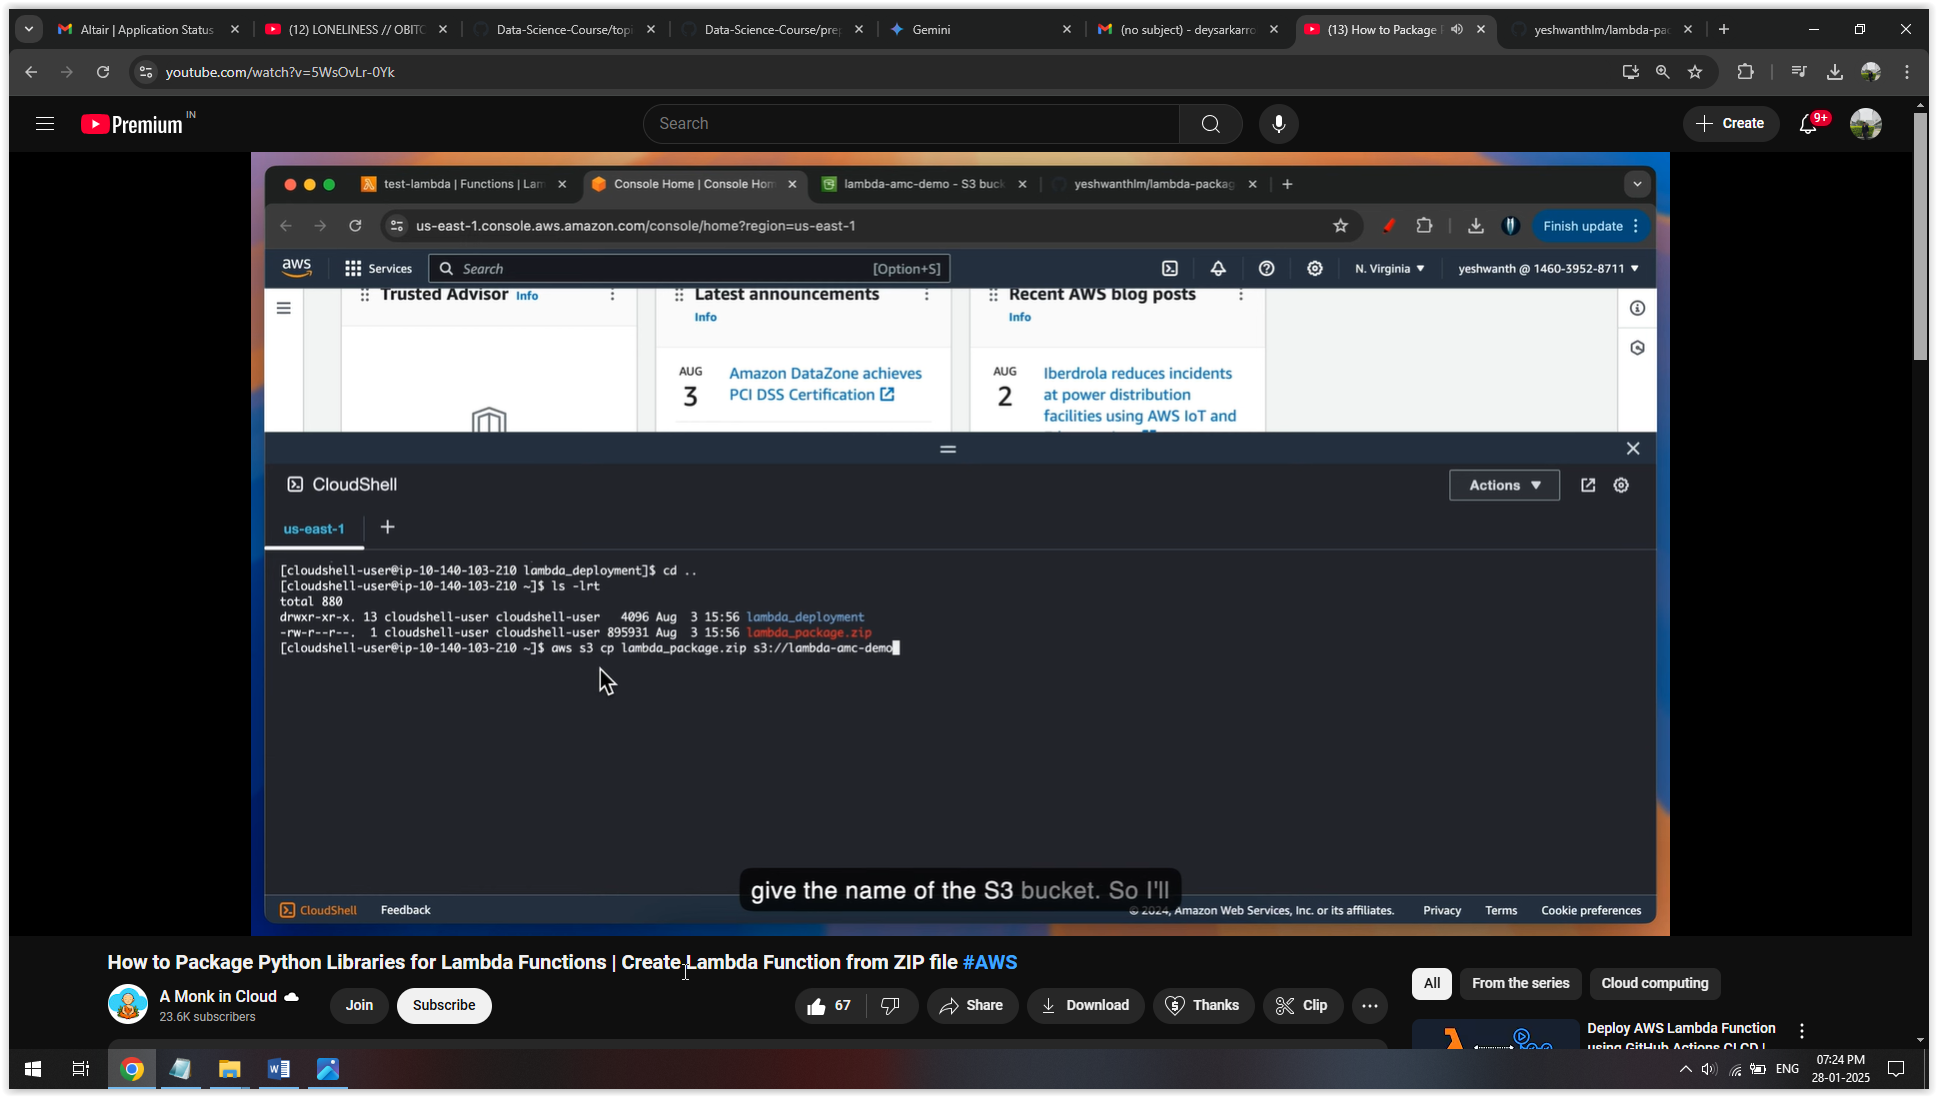 Altair | Application Status
(12) LONELINESS // OBITO
Data-Science-Course/topi
Data-Science-Course/prep
Gemini
(no subject) - deysarkarro
(13) How to Package
yeshwanthlm/lambda-pac
youtube.com/watch?v=5WsOvLr-0Yk
Premium IN
Search
Create
9+
test-lambda | Functions | Lam
Console Home | Console Hom
lambda-amc-demo - S3 buck
yeshwanthlm/lambda-packag
us-east-1.console.aws.amazon.com/console/home?region=us-east-1
Finish update
aws
Services
Search
[Option+S]
N. Virginia
yeshwanth @ 1460-3952-8711
Trusted Advisor Info
Latest announcements
Info
Recent AWS blog posts
Info
AUG
3
Amazon DataZone achieves
PCI DSS Certification
AUG
2
Iberdrola reduces incidents
at power distribution
facilities using AWS IoT and
CloudShell
Actions
us-east-1
[cloudshell-user@ip-10-140-103-210 lambda_deployment]$ cd ..
[cloudshell-user@ip-10-140-103-210 ~]$ ls -lrt
total 880
drwxr-xr-x. 13 cloudshell-user cloudshell-user   4096 Aug  3 15:56 lambda_deployment
-rw-r--r--.  1 cloudshell-user cloudshell-user 895931 Aug  3 15:56 lambda_package.zip
[cloudshell-user@ip-10-140-103-210 ~]$ aws s3 cp lambda_package.zip s3://lambda-amc-demo
give the name of the S3 bucket. So I'll
CloudShell
Feedback
© 2024, Amazon Web Services, Inc. or its affiliates.
Privacy
Terms
Cookie preferences
How to Package Python Libraries for Lambda Functions | Create Lambda Function from ZIP file #AWS
A Monk in Cloud
23.6K subscribers
Join
Subscribe
67
Share
Download
Thanks
Clip
All
From the series
Cloud computing
Deploy AWS Lambda Function
using GitHub Actions CI CD |
ENG
07:24 PM
28-01-2025